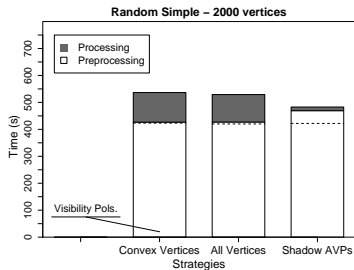 Random Simple − 2000 vertices
Processing
Preprocessing
Time (s)
700
600
500
400
300
200
100
0
Visibility Pols.
Convex Vertices
All Vertices
Shadow AVPs
Strategies